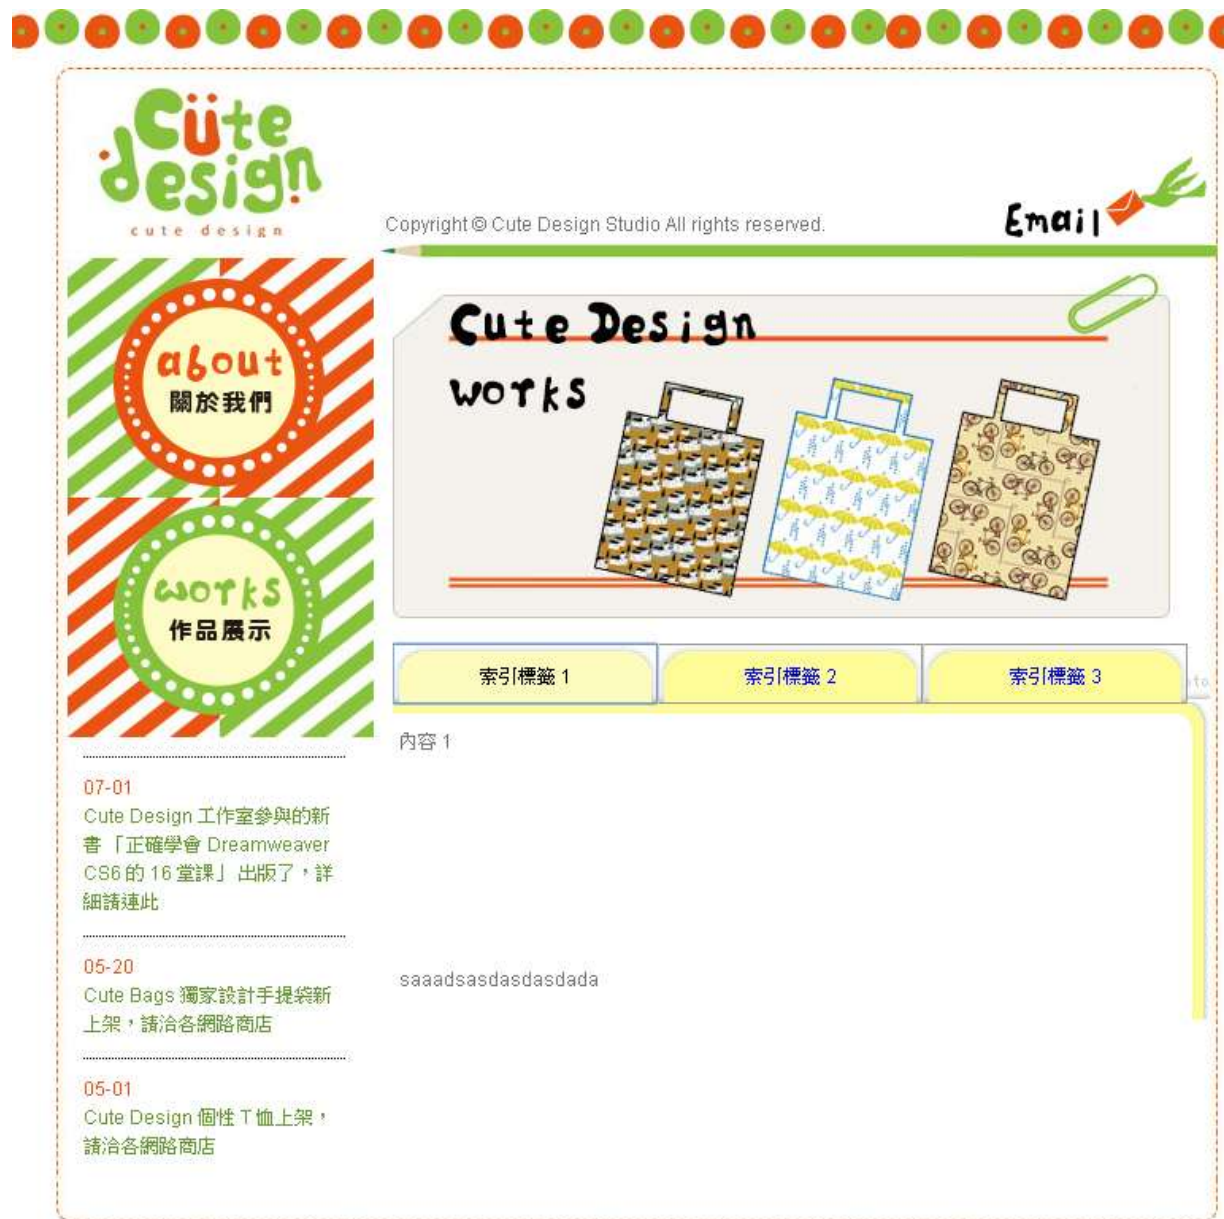 Cute
design
cute design
Copyright © Cute Design Studio All rights reserved.
Email
about
關於我們
works
作品展示
Cute Design
works
索引標籤 1
索引標籤 2
索引標籤 3
內容 1
saaadsasdasdasdada
07-01
Cute Design 工作室參與的新
書「正確學會 Dreamweaver
CS6 的 16 堂課」出版了，詳
細請連此
05-20
Cute Bags 獨家設計手提袋新
上架，請洽各網路商店
05-01
Cute Design 個性 T 恤上架，
請洽各網路商店